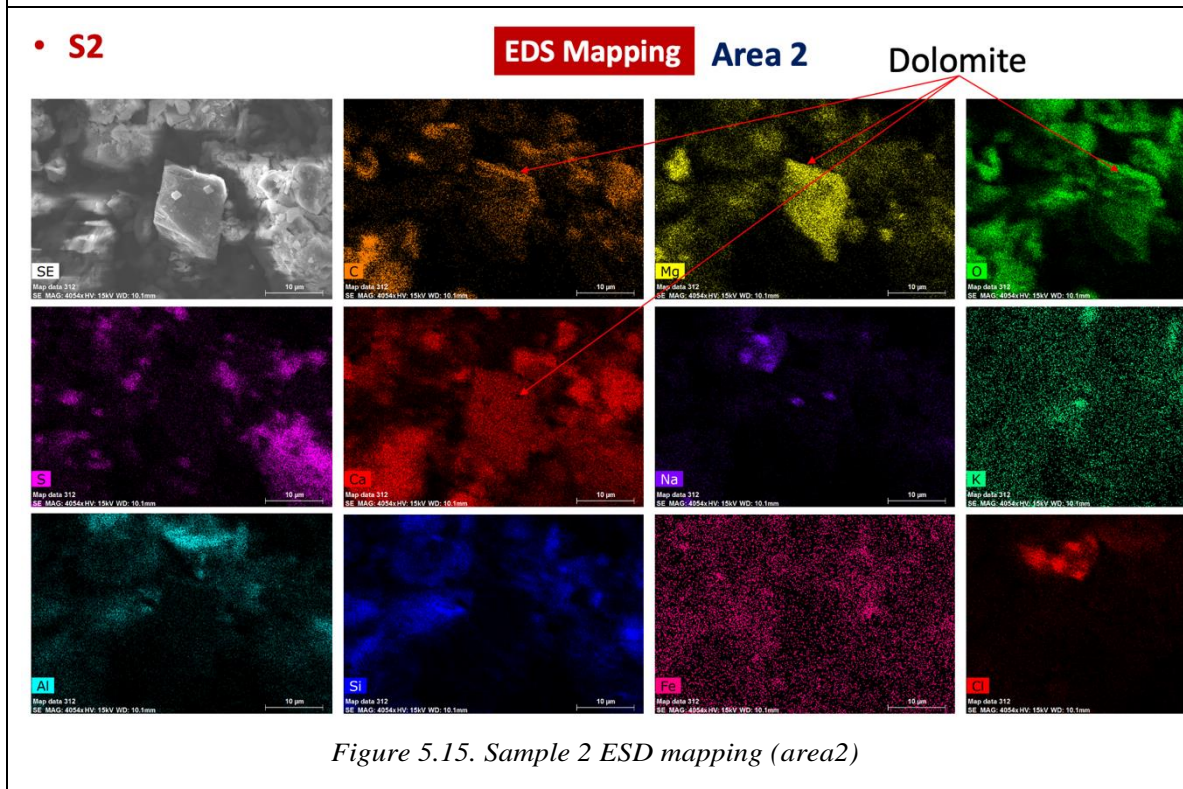 • S2
EDS Mapping Area 2 Dolomite
SE
Map data 312
SE MAG: 4054x HV: 15kV WD: 10.1mm
10 µm
C
Map data 312
SE MAG: 4054x HV: 15kV WD: 10.1mm
10 µm
Mg
Map data 312
SE MAG: 4054x HV: 15kV WD: 10.1mm
10 µm
O
Map data 312
SE MAG: 4054x HV: 15kV WD: 10.1mm
10 µm
S
Map data 312
SE MAG: 4054x HV: 15kV WD: 10.1mm
10 µm
Ca
Map data 312
SE MAG: 4054x HV: 15kV WD: 10.1mm
10 µm
Na
Map data 312
SE MAG: 4054x HV: 15kV WD: 10.1mm
10 µm
K
Map data 312
SE MAG: 4054x HV: 15kV WD: 10.1mm
10 µm
Al
Map data 312
SE MAG: 4054x HV: 15kV WD: 10.1mm
10 µm
Si
Map data 312
SE MAG: 4054x HV: 15kV WD: 10.1mm
10 µm
Fe
Map data 312
SE MAG: 4054x HV: 15kV WD: 10.1mm
10 µm
Cl
Map data 312
SE MAG: 4054x HV: 15kV WD: 10.1mm
10 µm
Figure 5.15. Sample 2 ESD mapping (area2)